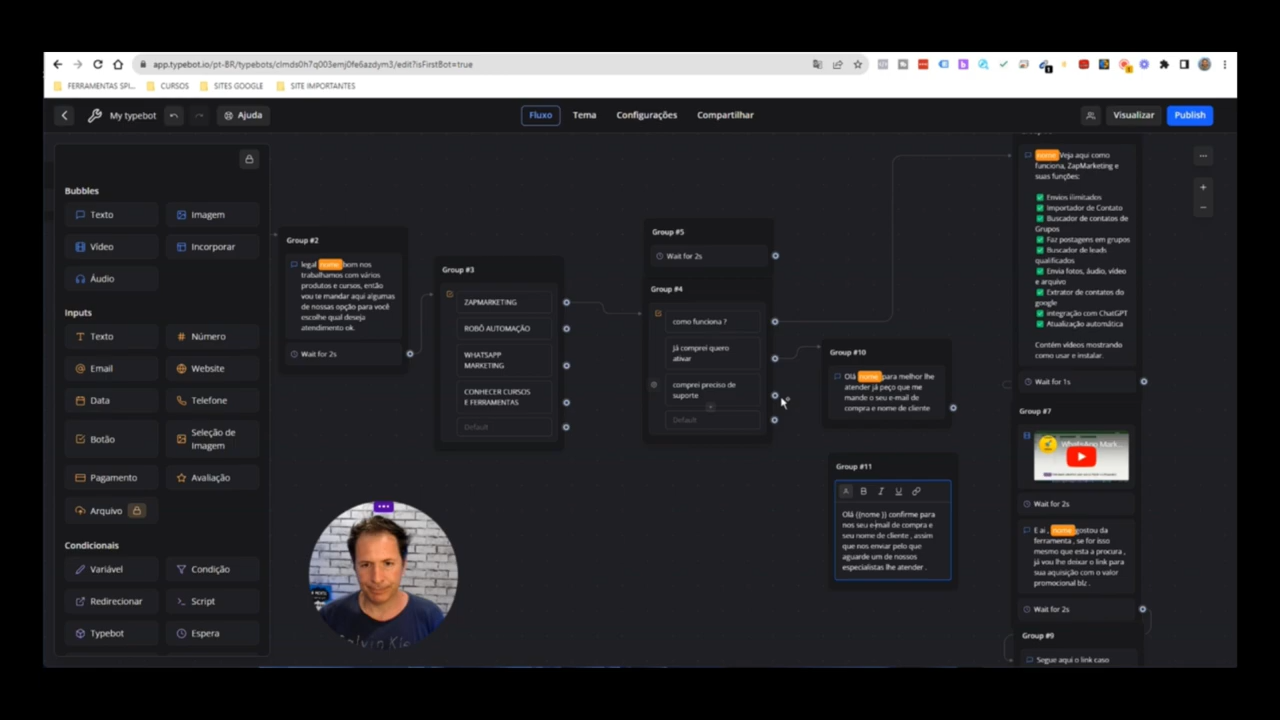 app.typebot.io/pt-BR/typebots/clmds0h7q003emj0fe6azdym3/edit?isFirstBot=true
FERRAMENTAS SPI...
CURSOS
SITES GOOGLE
SITE IMPORTANTES
My typebot
Ajuda
Fluxo
Tema
Configurações
Compartilhar
Visualizar
Publish
Bubbles
Texto
Imagem
Vídeo
Incorporar
Áudio
Inputs
Texto
Número
Email
Website
Data
Telefone
Botão
Seleção de
Imagem
Pagamento
Avaliação
Arquivo
Condicionais
Variável
Condição
Redirecionar
Script
Typebot
Espera
Group #2
legal nome bom nos
trabalhamos com vários
produtos e cursos, então
vou te mandar aqui algumas
de nossas opção para você
escolhe qual deseja
atendimento ok.
Wait for 2s
Group #3
ZAPMARKETING
ROBÔ AUTOMAÇÃO
WHATSAPP
MARKETING
CONHECER CURSOS
E FERRAMENTAS
Default
Group #5
Wait for 2s
Group #4
como funciona ?
Já comprei quero
ativar
comprei preciso de
suporte
Default
Group #10
Olá nome para melhor lhe
atender já peço que me
mande o seu e-mail de
compra e nome de cliente
Group #11
Olá {{nome }} confirme para
nos seu e-mail de compra e
seu nome de cliente , assim
que nos enviar pelo que
aguarde um de nossos
especialistas lhe atender .
nome Veja aqui como
funciona, ZapMarketing e
suas funções:
Envios ilimitados
Importador de Contato
Buscador de contatos de
Grupos
Faz postagens em grupos
Buscador de leads
qualificados
Envia fotos, áudio, vídeo
e arquivo
Extrator de contatos do
google
integração com ChatGPT
Atualização automática
Contém vídeos mostrando
como usar e instalar.
Wait for 1s
Group #7
WhatsApp Mark...
Wait for 2s
E ai , nome gostou da
ferramenta , se for isso
mesmo que esta a procura ,
já vou lhe deixar o link para
sua aquisição com o valor
promocional blz .
Wait for 2s
Group #9
Segue aqui o link caso